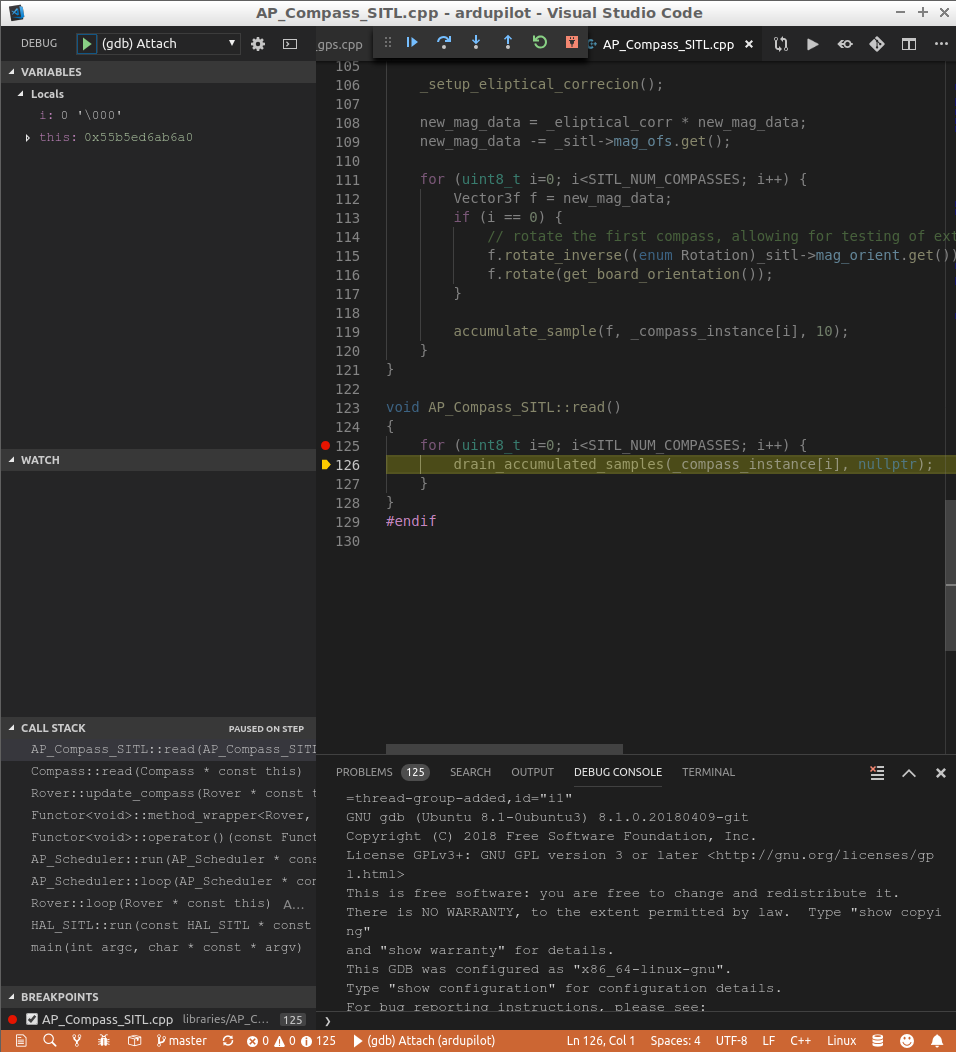 AP_Compass_SITL.cpp - ardupilot - Visual Studio Code
DEBUG
(gdb) Attach
_gps.cpp
AP_Compass_SITL.cpp
VARIABLES
Locals
i: 0 '\000'
this: 0x55b5ed6ab6a0
WATCH
CALL STACK
PAUSED ON STEP
AP_Compass_SITL::read(AP_Compass_SITL
Compass::read(Compass * const this)
Rover::update_compass(Rover * const t
Functor<void>::method_wrapper<Rover,
Functor<void>::operator()(const Funct
AP_Scheduler::run(AP_Scheduler * cons
AP_Scheduler::loop(AP_Scheduler * con
Rover::loop(Rover * const this) A...
HAL_SITL::run(const HAL_SITL * const
main(int argc, char * const * argv)
BREAKPOINTS
AP_Compass_SITL.cpp libraries/AP_C... 125
105
106 _setup_eliptical_correcion();
107
108 new_mag_data = _eliptical_corr * new_mag_data;
109 new_mag_data -= _sitl->mag_ofs.get();
110
111 for (uint8_t i=0; i<SITL_NUM_COMPASSES; i++) {
112 Vector3f f = new_mag_data;
113 if (i == 0) {
114 // rotate the first compass, allowing for testing of ext
115 f.rotate_inverse((enum Rotation)_sitl->mag_orient.get())
116 f.rotate(get_board_orientation());
117 }
118
119 accumulate_sample(f, _compass_instance[i], 10);
120 }
121 }
122
123 void AP_Compass_SITL::read()
124 {
125 for (uint8_t i=0; i<SITL_NUM_COMPASSES; i++) {
126 drain_accumulated_samples(_compass_instance[i], nullptr);
127 }
128 }
129 #endif
130
PROBLEMS 125 SEARCH OUTPUT DEBUG CONSOLE TERMINAL
=thread-group-added,id="i1"
GNU gdb (Ubuntu 8.1-0ubuntu3) 8.1.0.20180409-git
Copyright (C) 2018 Free Software Foundation, Inc.
License GPLv3+: GNU GPL version 3 or later <http://gnu.org/licenses/gp
l.html>
This is free software: you are free to change and redistribute it.
There is NO WARRANTY, to the extent permitted by law.  Type "show copyi
ng"
and "show warranty" for details.
This GDB was configured as "x86_64-linux-gnu".
Type "show configuration" for configuration details.
For bug reporting instructions, please see:
master 0 0 125 (gdb) Attach (ardupilot) Ln 126, Col 1 Spaces: 4 UTF-8 LF C++ Linux